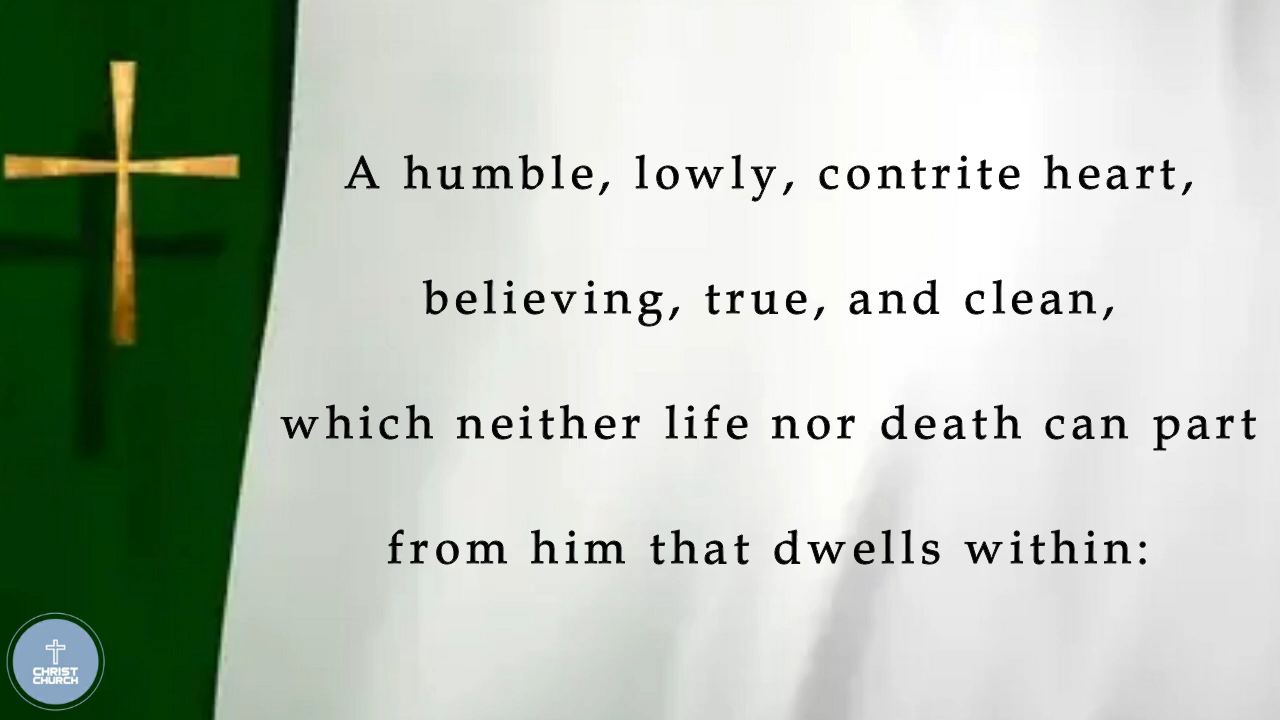 A humble, lowly, contrite heart,
believing, true, and clean,
which neither life nor death can part
from him that dwells within:
CHRIST
CHURCH